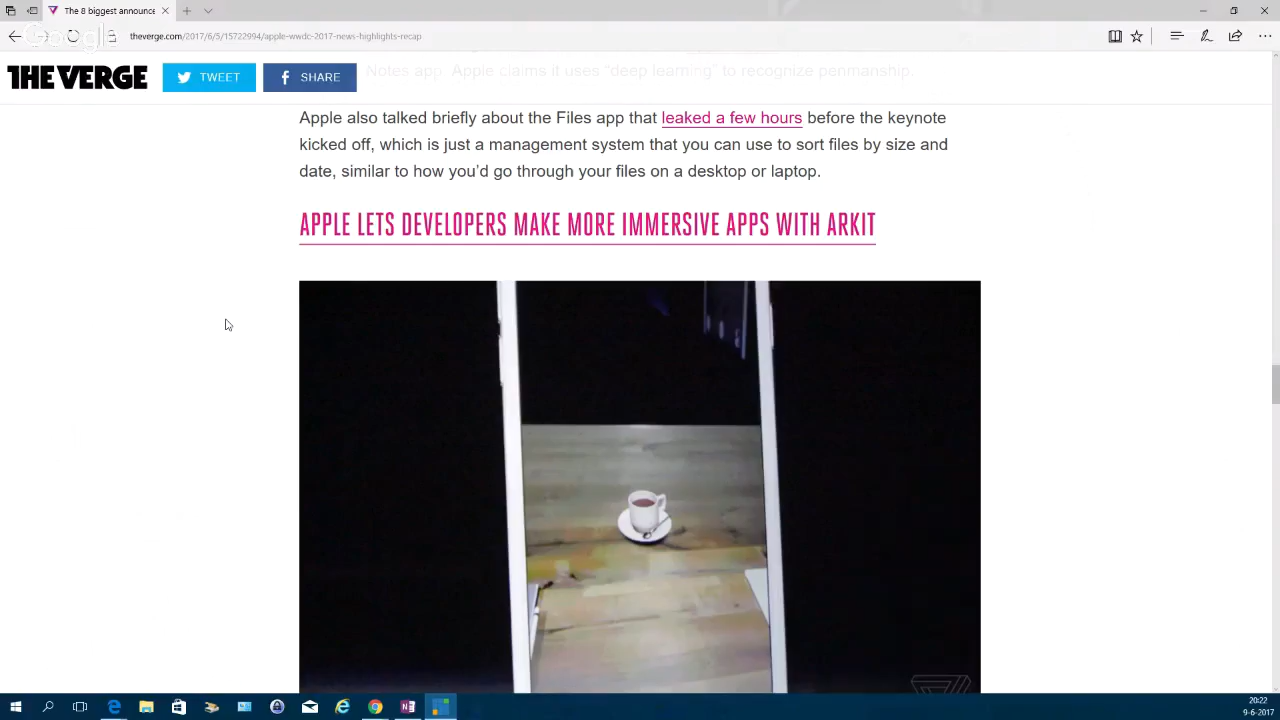 The 8 biggest announc
theverge.com/2017/6/5/15722994/apple-wwdc-2017-news-highlights-recap
THE VERGE TWEET SHARE
Notes app. Apple claims it uses “deep learning” to recognize penmanship.
Apple also talked briefly about the Files app that leaked a few hours before the keynote
kicked off, which is just a management system that you can use to sort files by size and
date, similar to how you’d go through your files on a desktop or laptop.
APPLE LETS DEVELOPERS MAKE MORE IMMERSIVE APPS WITH ARKIT
20:22
9-6-2017